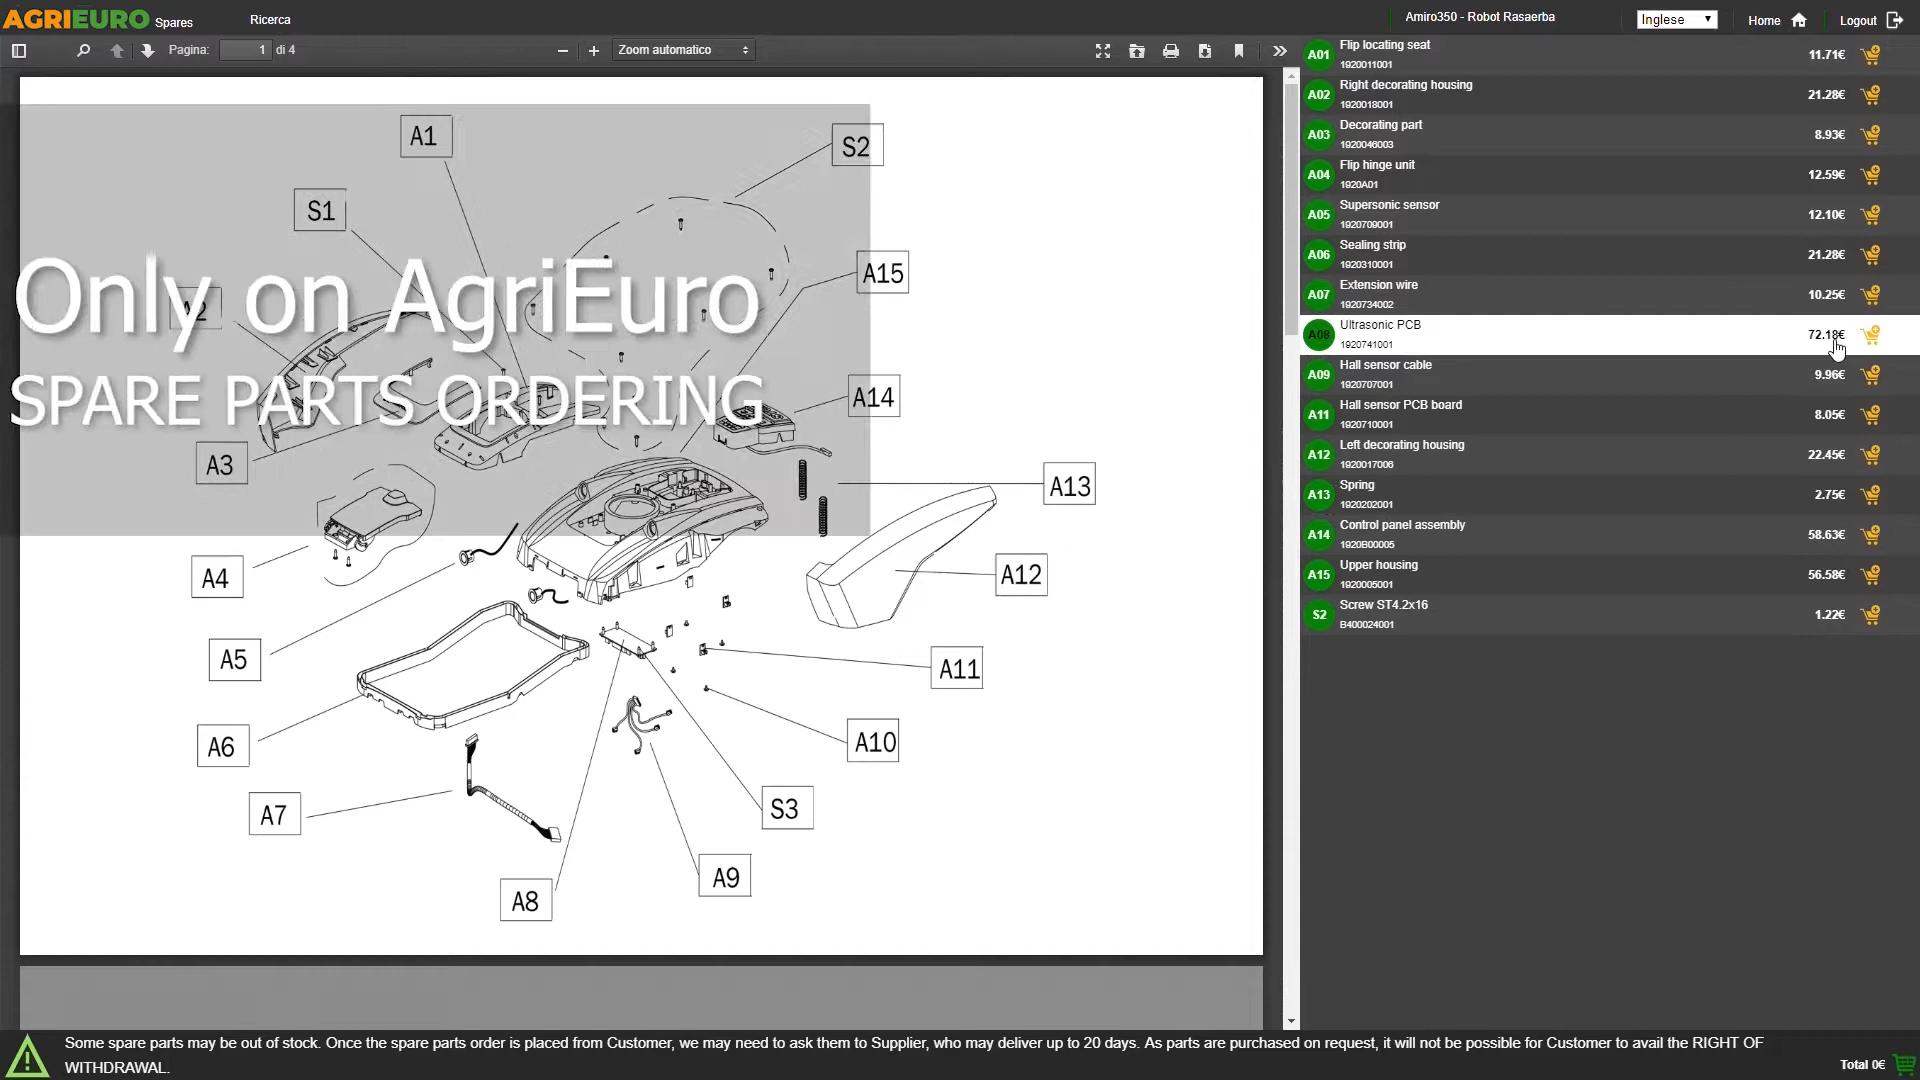 AGRIEURO Spares
Ricerca
Amiro350 - Robot Rasaerba
Inglese
Home
Logout
Pagina: 1 di 4
Zoom automatico
A1
S2
S1
A15
A2
Only on AgriEuro
SPARE PARTS ORDERING
A14
A3
A13
A4
A12
A5
A11
A6
A10
A7
S3
A9
A8
A01 Flip locating seat 11.71€
1920011001
A02 Right decorating housing 21.28€
1920018001
A03 Decorating part 8.93€
1920046003
A04 Flip hinge unit 12.59€
1920A01
A05 Supersonic sensor 12.10€
1920709001
A06 Sealing strip 21.28€
1920310001
A07 Extension wire 10.25€
1920734002
A08 Ultrasonic PCB 72.18€
1920741001
A09 Hall sensor cable 9.96€
1920707001
A11 Hall sensor PCB board 8.05€
1920710001
A12 Left decorating housing 22.45€
1920017006
A13 Spring 2.75€
1920202001
A14 Control panel assembly 58.63€
1920B00005
A15 Upper housing 56.58€
1920005001
S2 Screw ST4.2x16 1.22€
B400024001
Some spare parts may be out of stock. Once the spare parts order is placed from Customer, we may need to ask them to Supplier, who may deliver up to 20 days. As parts are purchased on request, it will not be possible for Customer to avail the RIGHT OF
WITHDRAWAL.
Total 0€